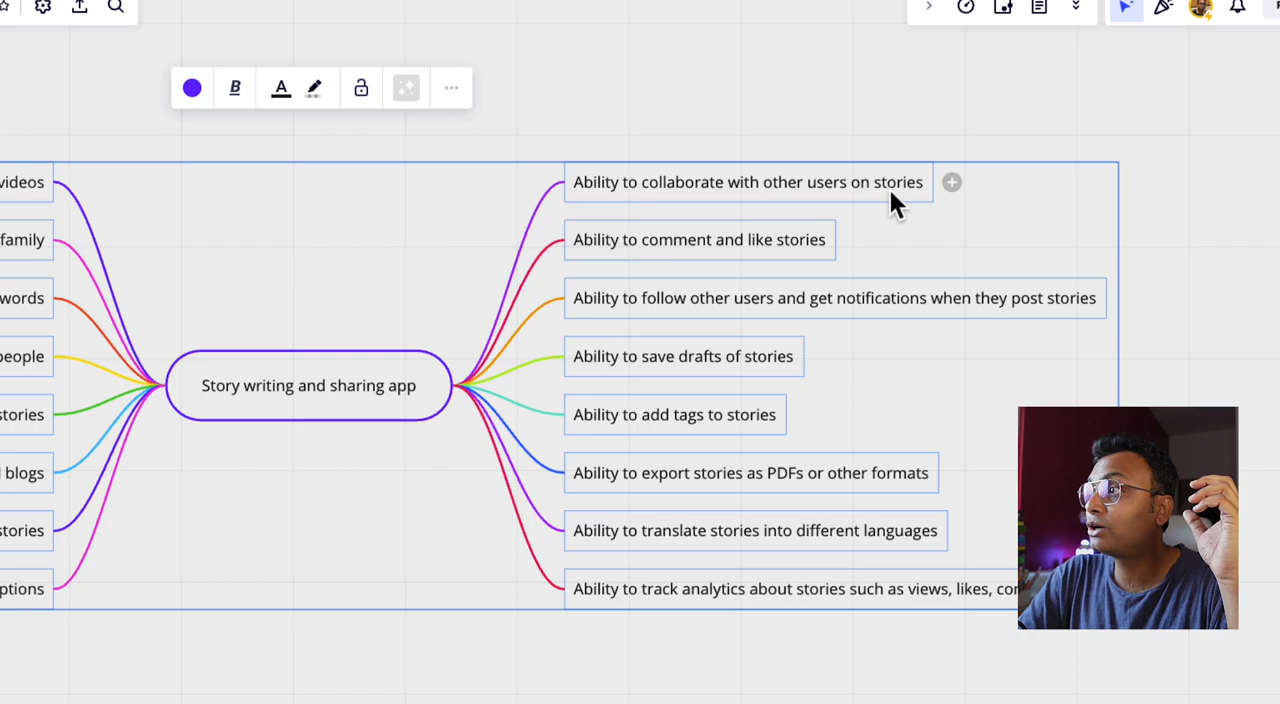 B
A
videos
family
words
people
stories
blogs
stories
ptions
Story writing and sharing app
Ability to collaborate with other users on stories
Ability to comment and like stories
Ability to follow other users and get notifications when they post stories
Ability to save drafts of stories
Ability to add tags to stories
Ability to export stories as PDFs or other formats
Ability to translate stories into different languages
Ability to track analytics about stories such as views, likes, con